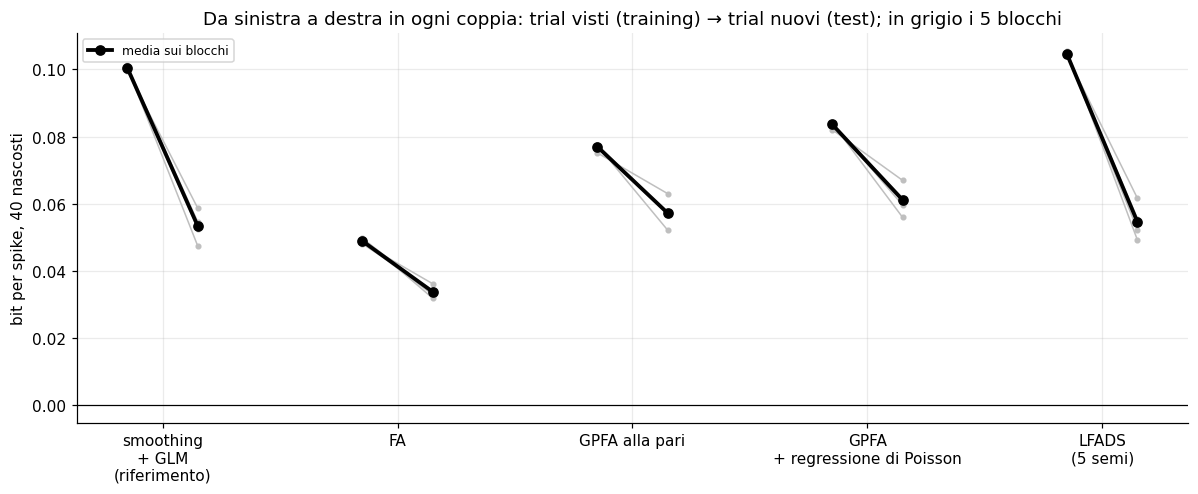 Da sinistra a destra in ogni coppia: trial visti (training) → trial nuovi (test); in grigio i 5 blocchi
media sui blocchi
bit per spike, 40 nascosti
0.10
0.08
0.06
0.04
0.02
0.00
smoothing
+ GLM
(riferimento)
FA
GPFA alla pari
GPFA
+ regressione di Poisson
LFADS
(5 semi)